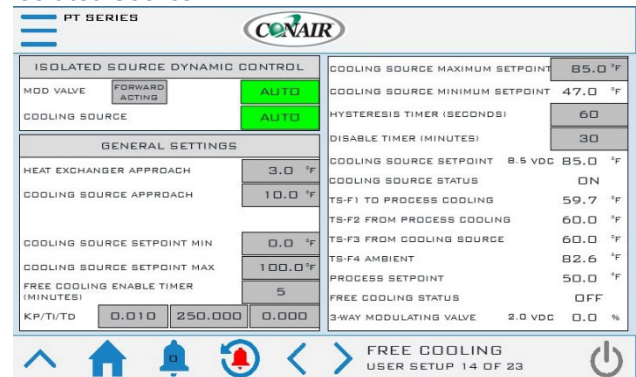 PT SERIES
CONAIR
ISOLATED SOURCE DYNAMIC CONTROL
MOD VALVE FORWARD ACTING AUTO
COOLING SOURCE AUTO
GENERAL SETTINGS
HEAT EXCHANGER APPROACH 3.0 °F
COOLING SOURCE APPROACH 10.0 °F
COOLING SOURCE SETPOINT MIN 0.0 °F
COOLING SOURCE SETPOINT MAX 100.0°F
FREE COOLING ENABLE TIMER
(MINUTES) 5
KP/TI/TD 0.010 250.000 0.000
COOLING SOURCE MAXIMUM SETPOINT 85.0 °F
COOLING SOURCE MINIMUM SETPOINT 47.0 °F
HYSTERESIS TIMER (SECONDS) 60
DISABLE TIMER (MINUTES) 30
COOLING SOURCE SETPOINT 8.5 VDC 85.0 °F
COOLING SOURCE STATUS ON
TS-F1 TO PROCESS COOLING 59.7 °F
TS-F2 FROM PROCESS COOLING 60.0 °F
TS-F3 FROM COOLING SOURCE 60.0 °F
TS-F4 AMBIENT 82.6 °F
PROCESS SETPOINT 50.0 °F
FREE COOLING STATUS OFF
3-WAY MODULATING VALVE 2.0 VDC 0.0 %
0
FREE COOLING
USER SETUP 14 OF 23